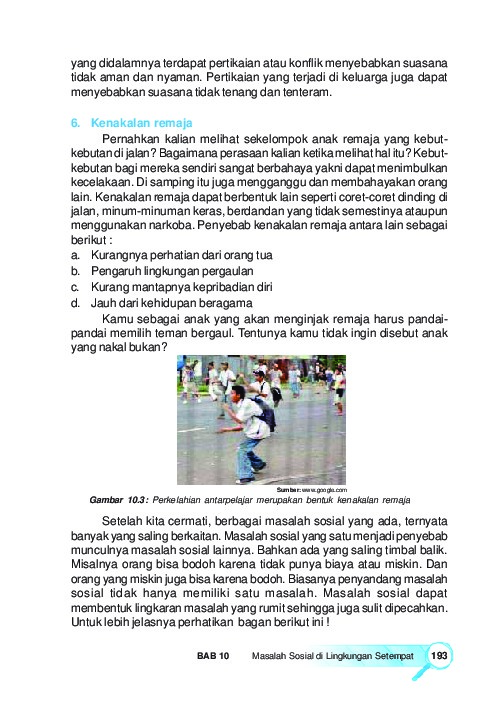 yang didalamnya terdapat pertikaian atau konflik menyebabkan suasana
tidak aman dan nyaman. Pertikaian yang terjadi di keluarga juga dapat
menyebabkan suasana tidak tenang dan tenteram.
6. Kenakalan remaja
Pernahkan kalian melihat sekelompok anak remaja yang kebut-
kebutan di jalan? Bagaimana perasaan kalian ketika melihat hal itu? Kebut-
kebutan bagi mereka sendiri sangat berbahaya yakni dapat menimbulkan
kecelakaan. Di samping itu juga mengganggu dan membahayakan orang
lain. Kenakalan remaja dapat berbentuk lain seperti coret-coret dinding di
jalan, minum-minuman keras, berdandan yang tidak semestinya ataupun
menggunakan narkoba. Penyebab kenakalan remaja antara lain sebagai
berikut :
a. Kurangnya perhatian dari orang tua
b. Pengaruh lingkungan pergaulan
c. Kurang mantapnya kepribadian diri
d. Jauh dari kehidupan beragama
Kamu sebagai anak yang akan menginjak remaja harus pandai-
pandai memilih teman bergaul. Tentunya kamu tidak ingin disebut anak
yang nakal bukan?
Sumber: www.google.com
Gambar 10.3: Perkelahian antarpelajar merupakan bentuk kenakalan remaja
Setelah kita cermati, berbagai masalah sosial yang ada, ternyata
banyak yang saling berkaitan. Masalah sosial yang satu menjadi penyebab
munculnya masalah sosial lainnya. Bahkan ada yang saling timbal balik.
Misalnya orang bisa bodoh karena tidak punya biaya atau miskin. Dan
orang yang miskin juga bisa karena bodoh. Biasanya penyandang masalah
sosial tidak hanya memiliki satu masalah. Masalah sosial dapat
membentuk lingkaran masalah yang rumit sehingga juga sulit dipecahkan.
Untuk lebih jelasnya perhatikan bagan berikut ini !
BAB 10 Masalah Sosial di Lingkungan Setempat 193